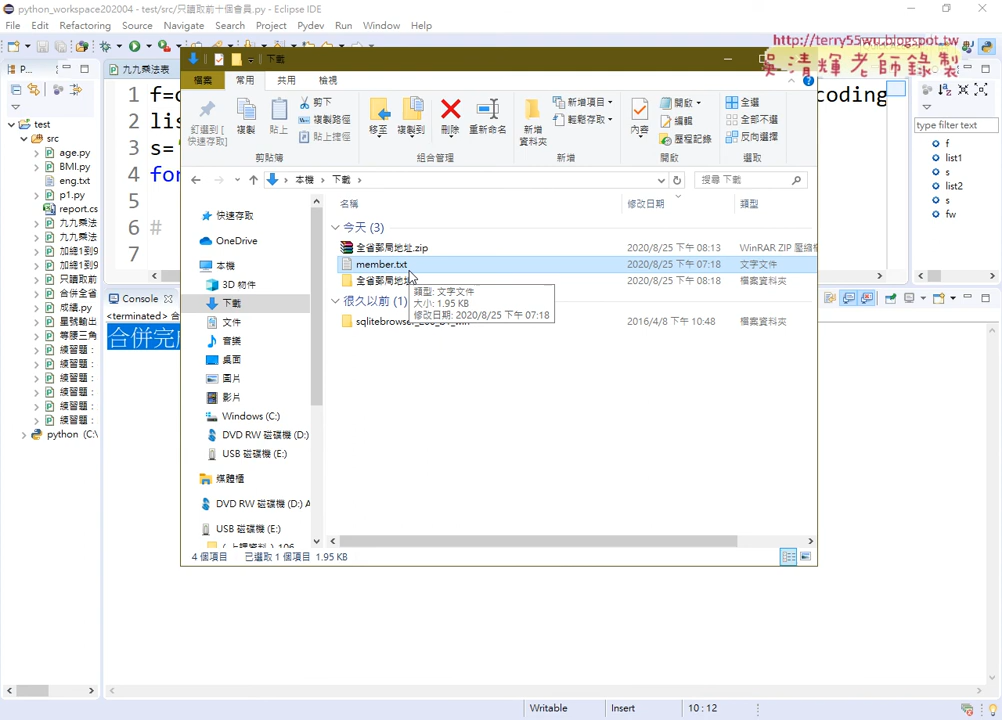 python_workspace202004 - test/src/只讀取前十個會員.py - Eclipse IDE
File Edit Refactoring Source Navigate Search Project Pydev Run Window Help
http://terry55wu.blogspot.tw
吳清輝老師錄製
P...
九九乘法表
下載
檔案 常用 共用 檢視
釘選到 [快速存取]
複製
貼上
剪下
複製路徑
貼上捷徑
剪貼簿
移至
複製到
刪除
重新命名
組合管理
新增資料夾
新增項目
輕鬆存取
新增
內容
開啟
編輯
歷程記錄
開啟
全選
全部不選
反向選擇
選取
本機 > 下載 >
搜尋 下載
名稱 修改日期 類型
今天 (3)
全省郵局地址.zip 2020/8/25 下午 08:13 WinRAR ZIP 壓縮
member.txt 2020/8/25 下午 07:18 文字文件
全省郵局地址 2020/8/25 下午 08:18 檔案資料夾
很久以前 (1)
2016/4/8 下午 10:48 檔案資料夾
類型: 文字文件
大小: 1.95 KB
修改日期: 2020/8/25 下午 07:18
快速存取
OneDrive
本機
3D 物件
下載
文件
音樂
桌面
圖片
影片
Windows (C:)
DVD RW 磁碟機 (D:)
USB 磁碟機 (E:)
媒體櫃
DVD RW 磁碟機 (D:) A
USB 磁碟機 (E:)
4 個項目 已選取 1 個項目 1.95 KB
test
src
age.py
BMI.py
eng.txt
p1.py
report.cs
九九乘法
九九乘法
加總1到9
加總1到9
只讀取前
合併全省
成績.py
星號輸出
等腰三角
練習題：
練習題：
練習題：
練習題：
練習題：
python (C:\
1 f=o
coding
2 lis
3 s='
4 for
5
6 #
7
type filter text
f
list1
s
list2
s
fw
Console
<terminated> 合
合併完
Writable Insert 10 : 12